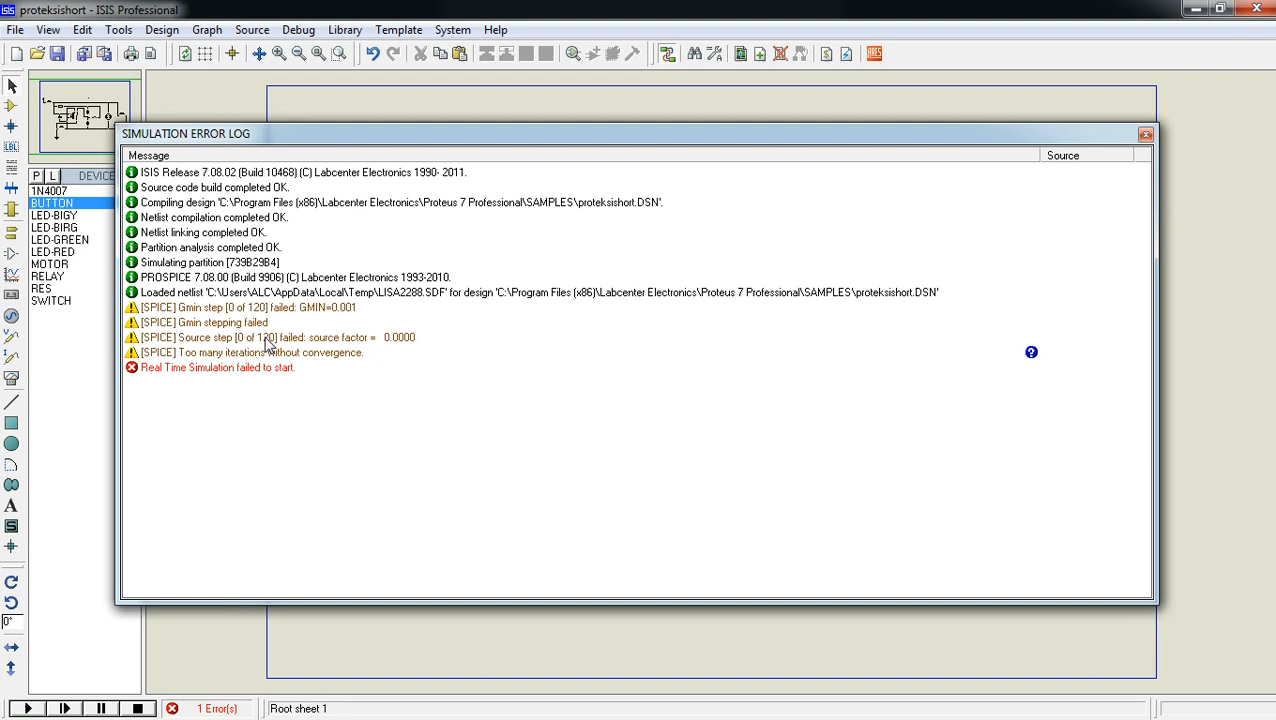 proteksishort - ISIS Professional
File View Edit Tools Design Graph Source Debug Library Template System Help
SIMULATION ERROR LOG
Message Source
ISIS Release 7.08.02 (Build 10468) (C) Labcenter Electronics 1990- 2011.
Source code build completed OK.
Compiling design 'C:\Program Files (x86)\Labcenter Electronics\Proteus 7 Professional\SAMPLES\proteksishort.DSN'.
Netlist compilation completed OK.
Netlist linking completed OK.
Partition analysis completed OK.
Simulating partition [739B29B4]
PROSPICE 7.08.00 (Build 9906) (C) Labcenter Electronics 1993-2010.
Loaded netlist 'C:\Users\ALC\AppData\Local\Temp\LISA2288.SDF' for design 'C:\Program Files (x86)\Labcenter Electronics\Proteus 7 Professional\SAMPLES\proteksishort.DSN'
[SPICE] Gmin step [0 of 120] failed: GMIN=0.001
[SPICE] Gmin stepping failed
[SPICE] Source step [0 of 120] failed: source factor = 0.0000
[SPICE] Too many iterations without convergence.
Real Time Simulation failed to start.
P L DEVIC
1N4007
BUTTON
LED-BIGY
LED-BIRG
LED-GREEN
LED-RED
MOTOR
RELAY
RES
SWITCH
LBL
A
S
0°
ISIS
ARES
1 Error(s) Root sheet 1